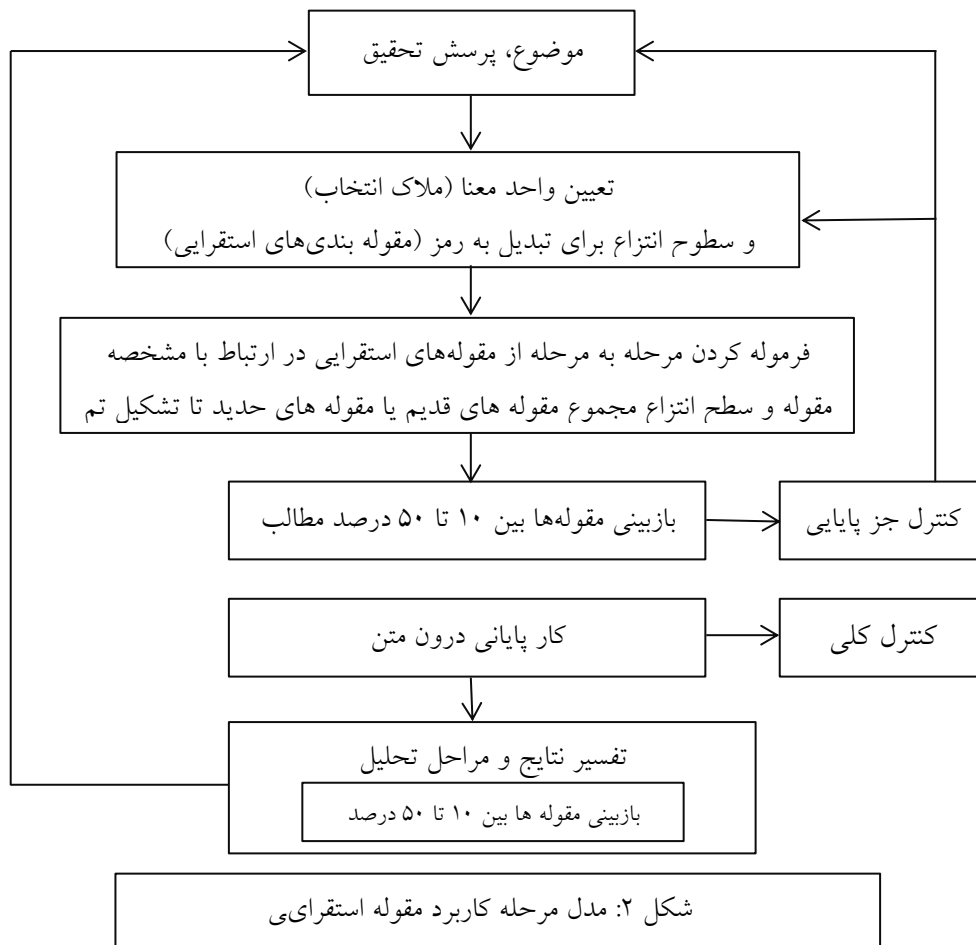 موضوع، پرسش تحقیق
تعیین واحد معنا (ملاک انتخاب)
و سطوح انتزاع برای تبدیل به رمز (مقوله بندی‌های استقرایی)
فرموله کردن مرحله به مرحله از مقوله‌های استقرایی در ارتباط با مشخصه
مقوله و سطح انتزاع مجموع مقوله های قدیم یا مقوله های حدید تا تشکیل تم
بازبینی مقوله‌ها بین ۱۰ تا ۵۰ درصد مطالب
کنترل جز پایایی
کار پایانی درون متن
کنترل کلی
تفسیر نتایج و مراحل تحلیل
بازبینی مقوله ها بین ۱۰ تا ۵۰ درصد
شکل ۲: مدل مرحله کاربرد مقوله استقرای‌ی